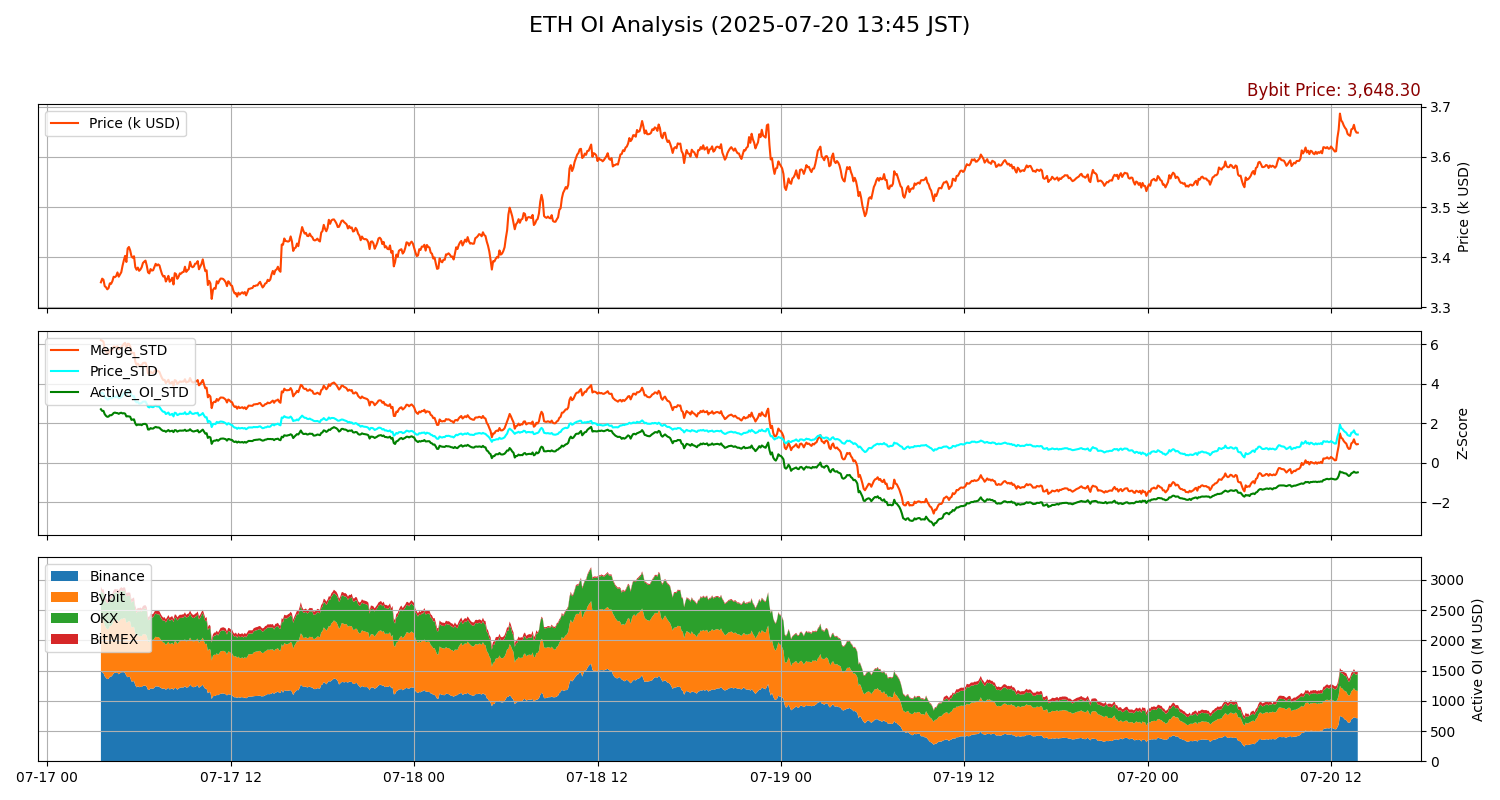 ETH OI Analysis (2025-07-20 13:45 JST)
Bybit Price: 3,648.30
Price (k USD)
3.7
3.6
3.5
3.4
3.3
Price (k USD)
Merge_STD
Price_STD
Active_OI_STD
6
4
2
0
−2
Z-Score
Binance
Bybit
OKX
BitMEX
3000
2500
2000
1500
1000
500
0
Active OI (M USD)
07-17 00
07-17 12
07-18 00
07-18 12
07-19 00
07-19 12
07-20 00
07-20 12